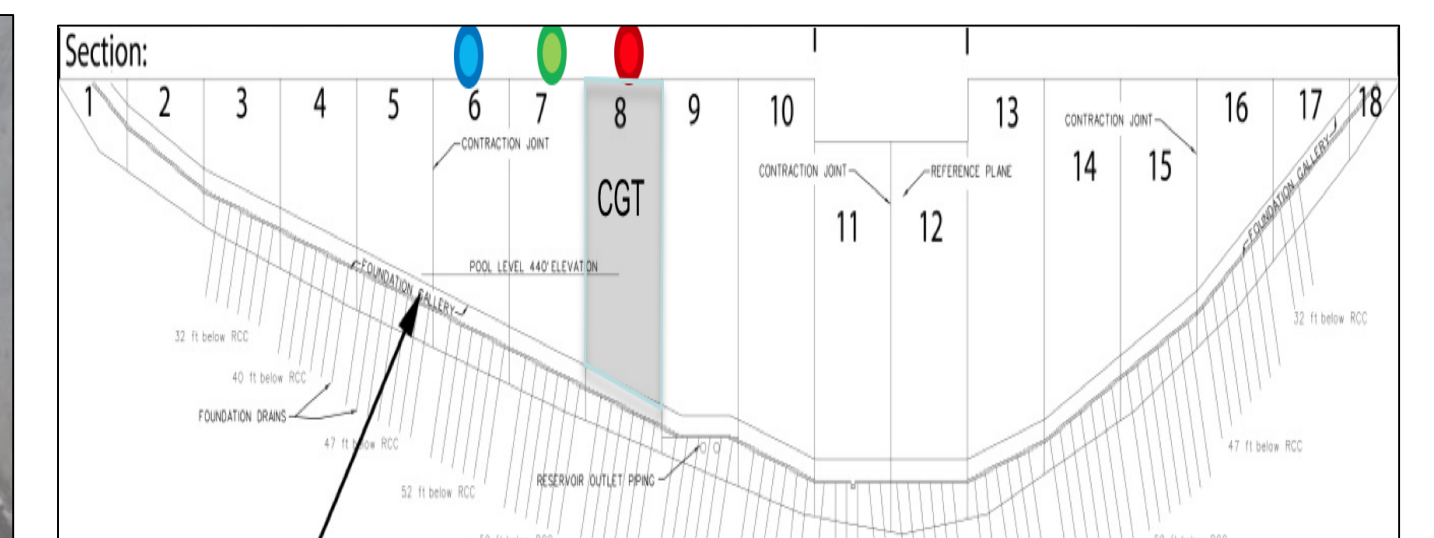 Section:
1
2
3
4
5
6
7
8
9
10
13
16
17
18
CONTRACTION JOINT
CONTRACTION JOINT
14
15
CGT
CONTRACTION JOINT
REFERENCE PLANE
11
12
FOUNDATION GALLERY
POOL LEVEL 440' ELEVATION
FOUNDATION GALLERY
32 ft below RCC
32 ft below RCC
40 ft below RCC
FOUNDATION DRAINS
47 ft below RCC
47 ft below RCC
RESERVOIR OUTLET PIPING
52 ft below RCC